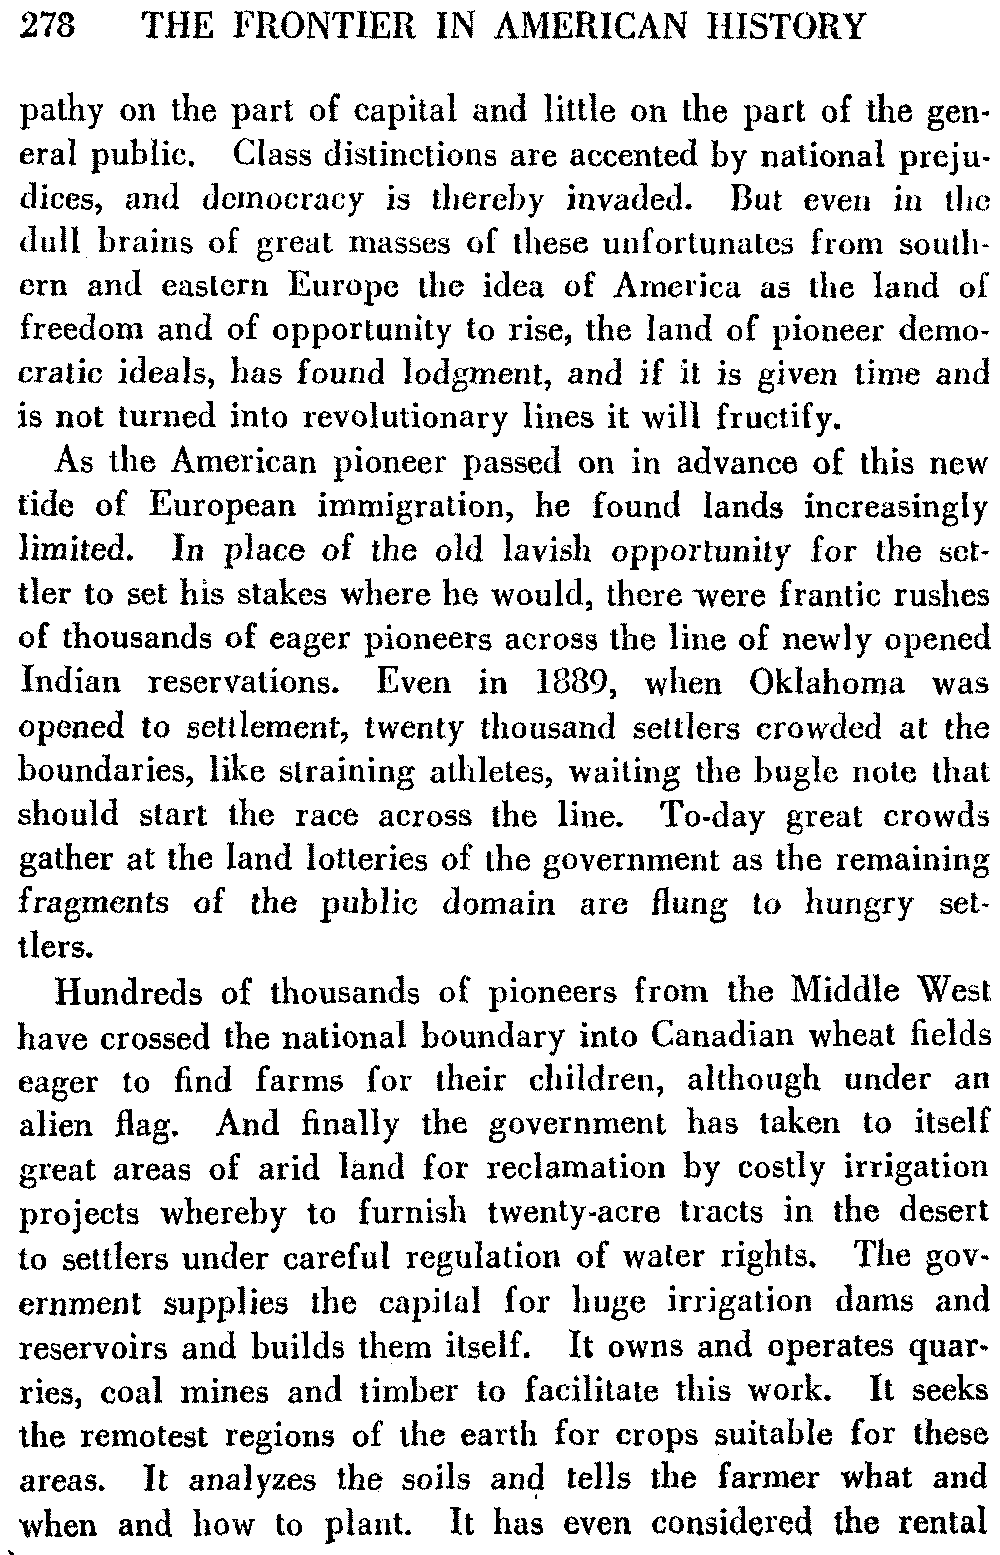 278 THE FRONTIER IN AMERICAN HISTORY
pathy on the part of capital and little on the part of the gen-
eral public. Class distinctions are accented by national preju-
dices, and democracy is thereby invaded. But even in the
dull brains of great masses of these unfortunates from south-
ern and eastern Europe the idea of America as the land of
freedom and of opportunity to rise, the land of pioneer demo-
cratic ideals, has found lodgment, and if it is given time and
is not turned into revolutionary lines it will fructify.
As the American pioneer passed on in advance of this new
tide of European immigration, he found lands increasingly
limited. In place of the old lavish opportunity for the set-
tler to set his stakes where he would, there were frantic rushes
of thousands of eager pioneers across the line of newly opened
Indian reservations. Even in 1889, when Oklahoma was
opened to settlement, twenty thousand settlers crowded at the
boundaries, like straining athletes, waiting the bugle note that
should start the race across the line. To-day great crowds
gather at the land lotteries of the government as the remaining
fragments of the public domain are flung to hungry set-
tlers.
Hundreds of thousands of pioneers from the Middle West
have crossed the national boundary into Canadian wheat fields
eager to find farms for their children, although under an
alien flag. And finally the government has taken to itself
great areas of arid land for reclamation by costly irrigation
projects whereby to furnish twenty-acre tracts in the desert
to settlers under careful regulation of water rights. The gov-
ernment supplies the capital for huge irrigation dams and
reservoirs and builds them itself. It owns and operates quar-
ries, coal mines and timber to facilitate this work. It seeks
the remotest regions of the earth for crops suitable for these
areas. It analyzes the soils and tells the farmer what and
when and how to plant. It has even considered the rental